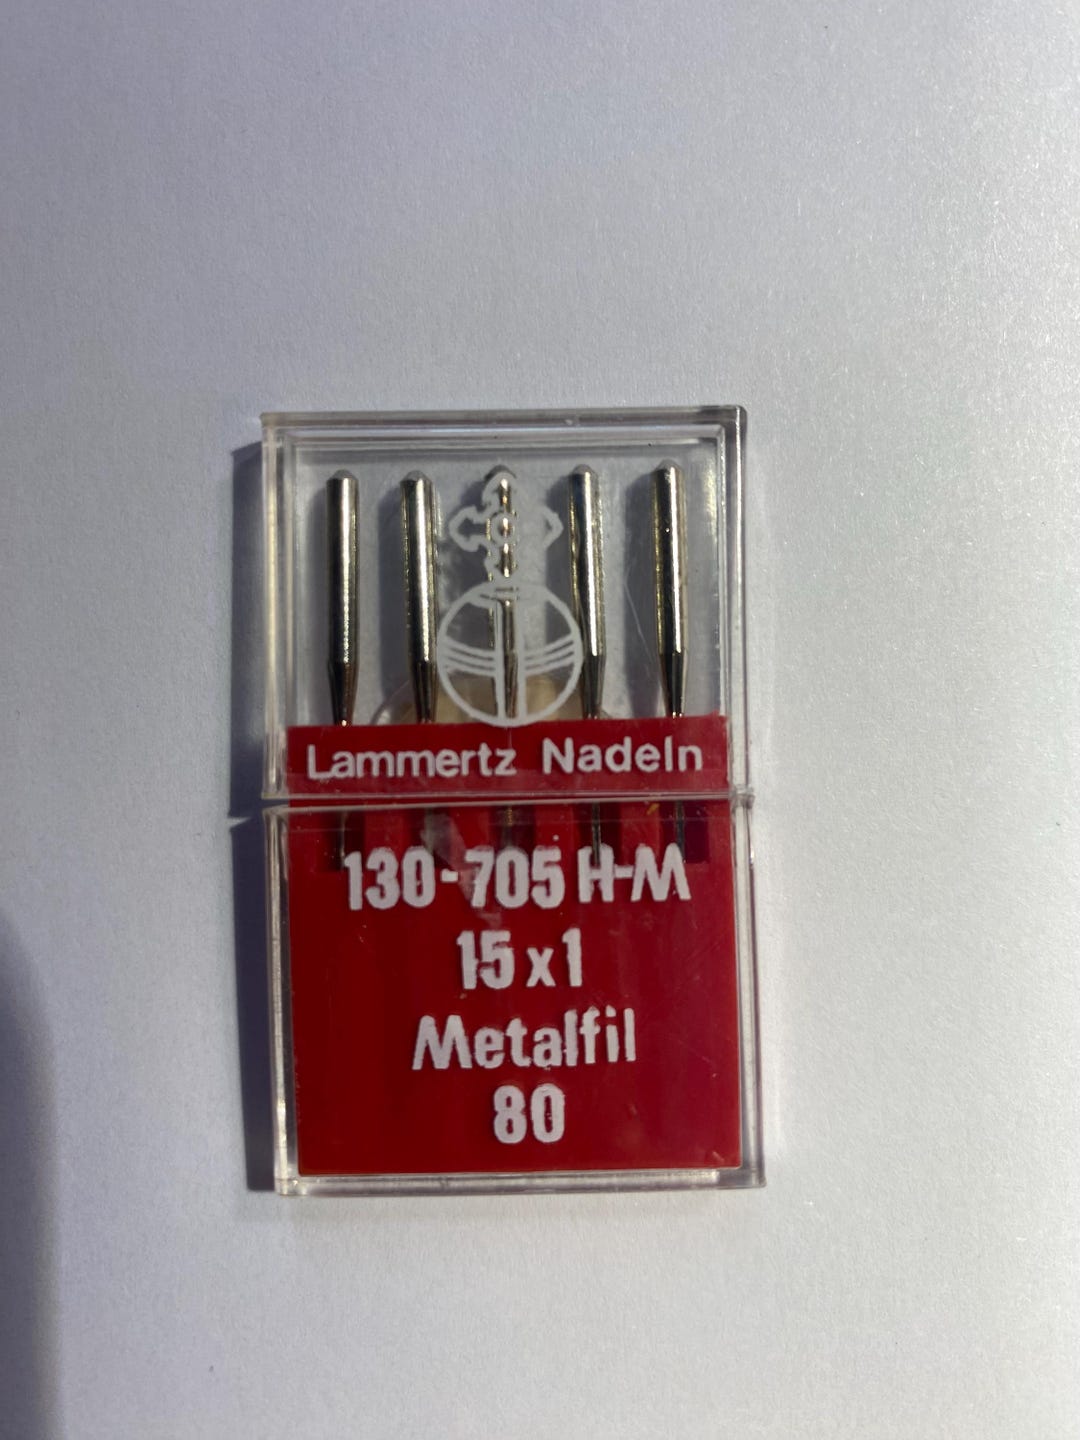 Lammertz Nadeln
130-705 H-M
15x1
Metalfil
80